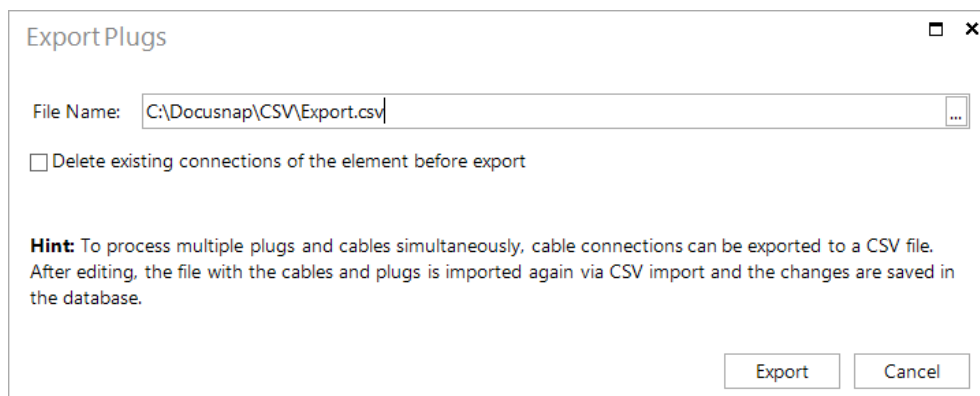 Export Plugs
File Name: C:\Docusnap\CSV\Export.csv ...
Delete existing connections of the element before export
Hint: To process multiple plugs and cables simultaneously, cable connections can be exported to a CSV file.
After editing, the file with the cables and plugs is imported again via CSV import and the changes are saved in
the database.
Export Cancel